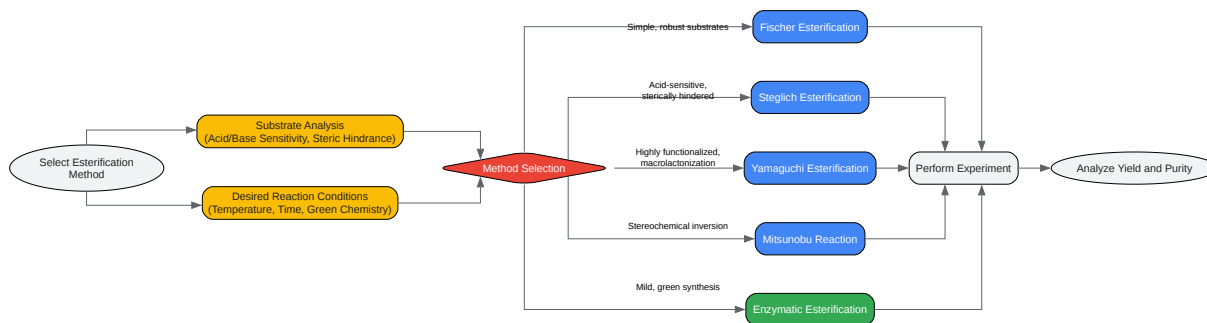 Select Esterification
Method
Substrate Analysis
(Acid/Base Sensitivity, Steric Hindrance)
Desired Reaction Conditions
(Temperature, Time, Green Chemistry)
Method Selection
Simple, robust substrates
Fischer Esterification
Acid-sensitive,
sterically hindered
Steglich Esterification
Highly functionalized,
macrolactonization
Yamaguchi Esterification
Stereochemical inversion
Mitsunobu Reaction
Mild, green synthesis
Enzymatic Esterification
Perform Experiment
Analyze Yield and Purity